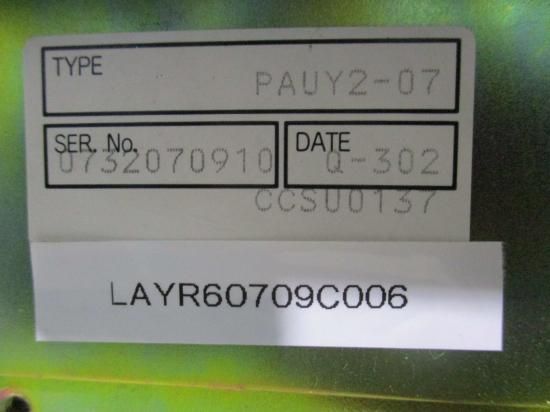 TYPE
PAUY2-07
SER. No. DATE
0732070910 Q-302
CCSU0137
LAYR60709C006